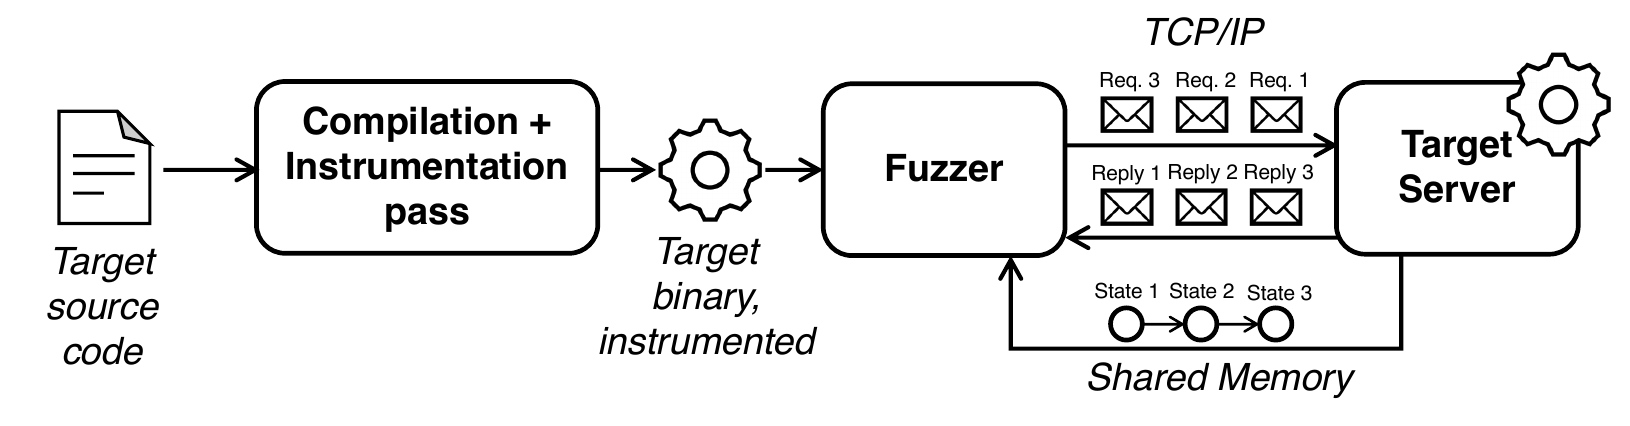 Target
source
code
Compilation +
Instrumentation
pass
Target
binary,
instrumented
Fuzzer
TCP/IP
Req. 3 Req. 2 Req. 1
Reply 1 Reply 2 Reply 3
State 1 State 2 State 3
Shared Memory
Target
Server